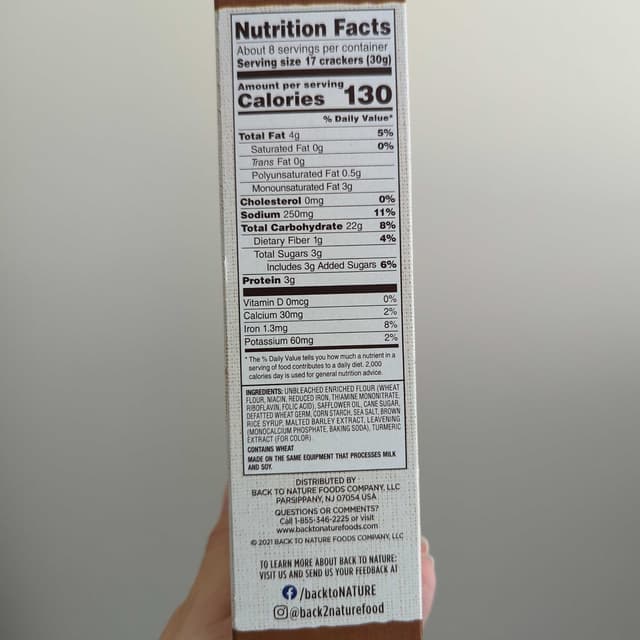 Nutrition Facts
About 8 servings per container
Serving size 17 crackers (30g)
Amount per serving
Calories 130
% Daily Value*
Total Fat 4g 5%
Saturated Fat 0g 0%
Trans Fat 0g
Polyunsaturated Fat 0.5g
Monounsaturated Fat 3g
Cholesterol 0mg 0%
Sodium 250mg 11%
Total Carbohydrate 22g 8%
Dietary Fiber 1g 4%
Total Sugars 3g
Includes 3g Added Sugars 6%
Protein 3g
Vitamin D 0mcg 0%
Calcium 30mg 2%
Iron 1.3mg 8%
Potassium 60mg 2%
* The % Daily Value tells you how much a nutrient in a
serving of food contributes to a daily diet. 2,000
calories day is used for general nutrition advice.
INGREDIENTS: UNBLEACHED ENRICHED FLOUR (WHEAT
FLOUR, NIACIN, REDUCED IRON, THIAMINE MONONITRATE,
RIBOFLAVIN, FOLIC ACID), SAFFLOWER OIL, CANE SUGAR,
DEFATTED WHEAT GERM, CORN STARCH, SEA SALT, BROWN
RICE SYRUP, MALTED BARLEY EXTRACT, LEAVENING
(MONOCALCIUM PHOSPHATE, BAKING SODA), TURMERIC
EXTRACT (FOR COLOR).
CONTAINS WHEAT
MADE ON THE SAME EQUIPMENT THAT PROCESSES MILK
AND SOY.
DISTRIBUTED BY
BACK TO NATURE FOODS COMPANY, LLC
PARSIPPANY, NJ 07054 USA
QUESTIONS OR COMMENTS?
Call 1-855-346-2225 or visit
www.backtonaturefoods.com
© 2021 BACK TO NATURE FOODS COMPANY, LLC
TO LEARN MORE ABOUT BACK TO NATURE:
VISIT US AND SEND US YOUR FEEDBACK AT
/backtoNATURE
@back2naturefood